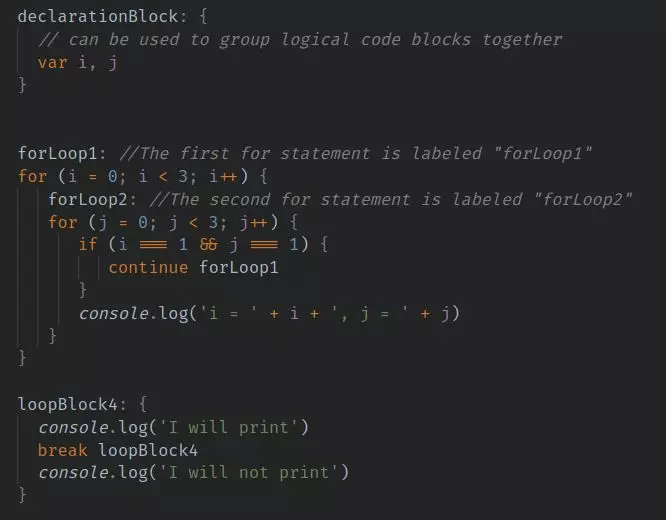 declarationBlock: {
  // can be used to group logical code blocks together
  var i, j
}
forLoop1: //The first for statement is labeled "forLoop1"
for (i = 0; i < 3; i++) {
   forLoop2: //The second for statement is labeled "forLoop2"
   for (j = 0; j < 3; j++) {
      if (i === 1 && j === 1) {
         continue forLoop1
      }
      console.log('i = ' + i + ', j = ' + j)
   }
}
loopBlock4: {
  console.log('I will print')
  break loopBlock4
  console.log('I will not print')
}